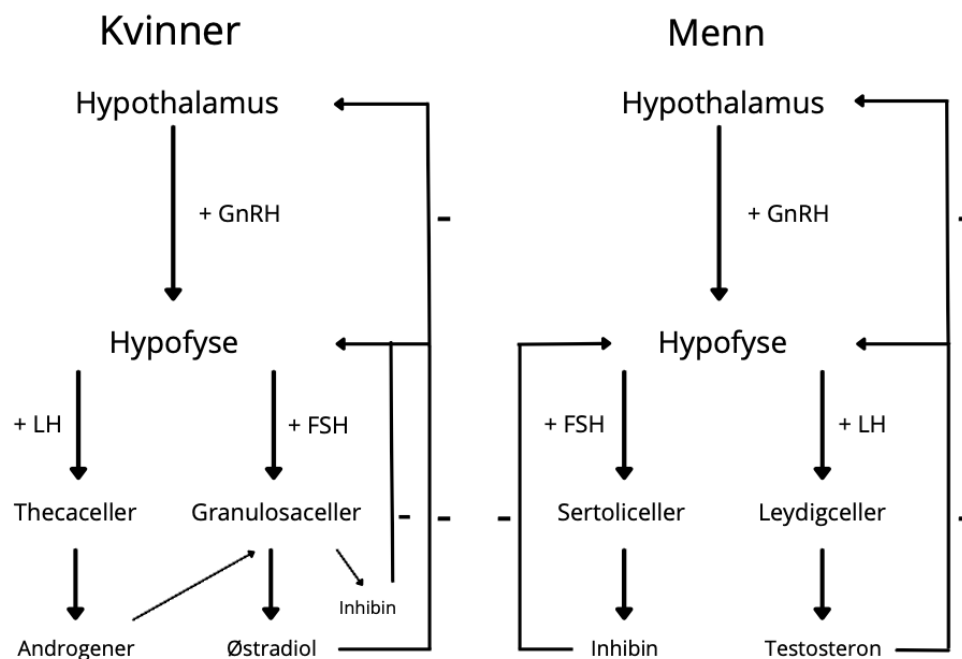 Kvinner
Hypothalamus
+ GnRH
-
Hypofyse
+ LH
+ FSH
Thecaceller
Granulosaceller
-
-
Inhibin
Androgener
Østradiol
Menn
Hypothalamus
+ GnRH
-
Hypofyse
+ FSH
+ LH
-
Sertoliceller
Leydigceller
-
Inhibin
Testosteron